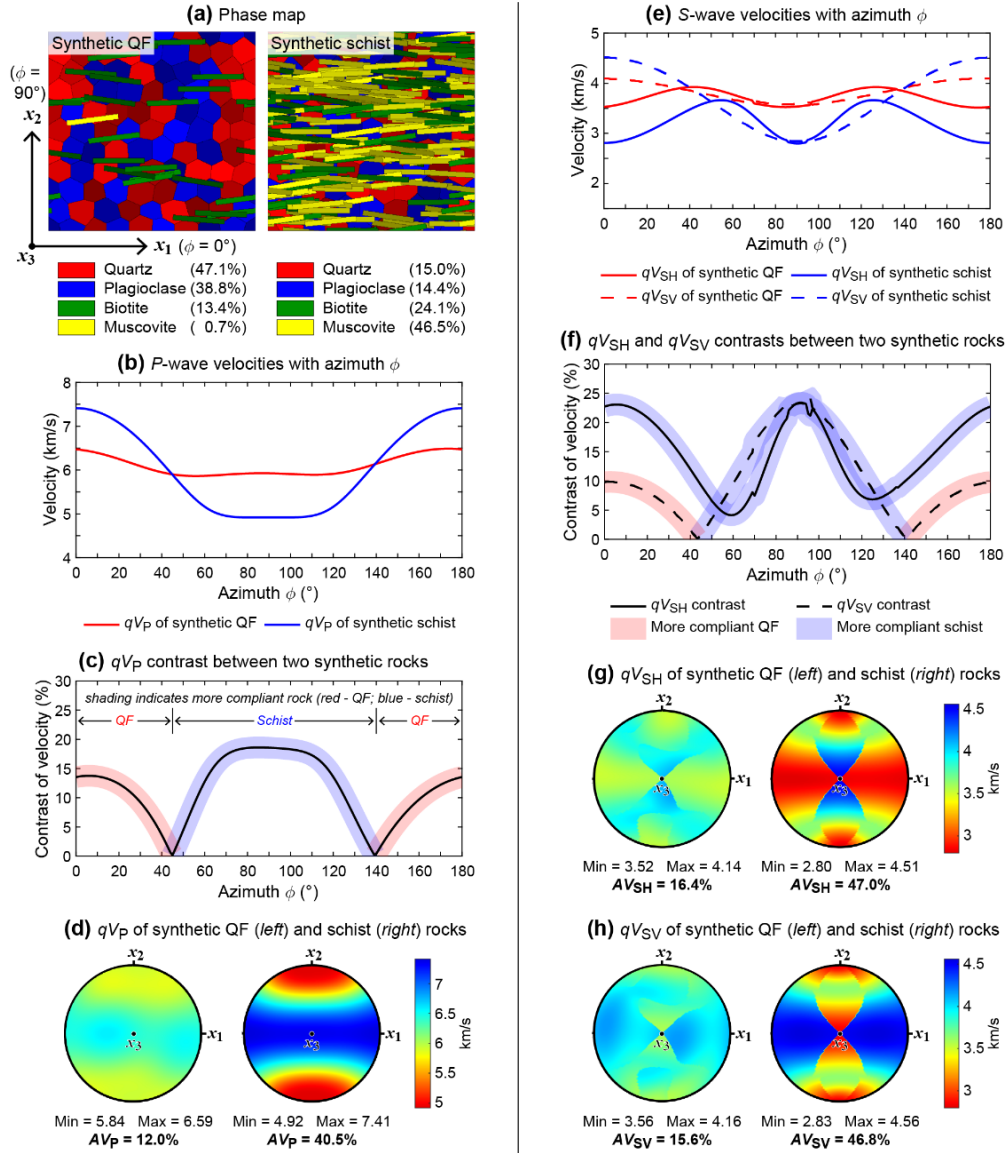 (a) Phase map
Synthetic QF
Synthetic schist
(ϕ =
90°)
x2
x3
x1 (ϕ = 0°)
Quartz (47.1%)
Plagioclase (38.8%)
Biotite (13.4%)
Muscovite ( 0.7%)
Quartz (15.0%)
Plagioclase (14.4%)
Biotite (24.1%)
Muscovite (46.5%)
(b) P-wave velocities with azimuth ϕ
Velocity (km/s)
8
7
6
5
4
0 20 40 60 80 100 120 140 160 180
Azimuth ϕ (°)
qVP of synthetic QF
qVP of synthetic schist
(c) qVP contrast between two synthetic rocks
Contrast of velocity (%)
30
25
20
15
10
5
0
shading indicates more compliant rock (red - QF; blue - schist)
QF
Schist
QF
0 20 40 60 80 100 120 140 160 180
Azimuth ϕ (°)
(d) qVP of synthetic QF (left) and schist (right) rocks
x2
x1
x3
x2
x1
x3
7
6.5
6
5.5
5
km/s
Min = 5.84 Max = 6.59
AVP = 12.0%
Min = 4.92 Max = 7.41
AVP = 40.5%
(e) S-wave velocities with azimuth ϕ
Velocity (km/s)
5
4
3
2
0 20 40 60 80 100 120 140 160 180
Azimuth ϕ (°)
qVSH of synthetic QF
qVSH of synthetic schist
qVSV of synthetic QF
qVSV of synthetic schist
(f) qVSH and qVSV contrasts between two synthetic rocks
Contrast of velocity (%)
30
25
20
15
10
5
0
0 20 40 60 80 100 120 140 160 180
Azimuth ϕ (°)
qVSH contrast
qVSV contrast
More compliant QF
More compliant schist
(g) qVSH of synthetic QF (left) and schist (right) rocks
x2
x1
x3
x2
x1
x3
4.5
4
3.5
3
km/s
Min = 3.52 Max = 4.14
AVSH = 16.4%
Min = 2.80 Max = 4.51
AVSH = 47.0%
(h) qVSV of synthetic QF (left) and schist (right) rocks
x2
x1
x3
x2
x1
x3
4.5
4
3.5
3
km/s
Min = 3.56 Max = 4.16
AVSV = 15.6%
Min = 2.83 Max = 4.56
AVSV = 46.8%